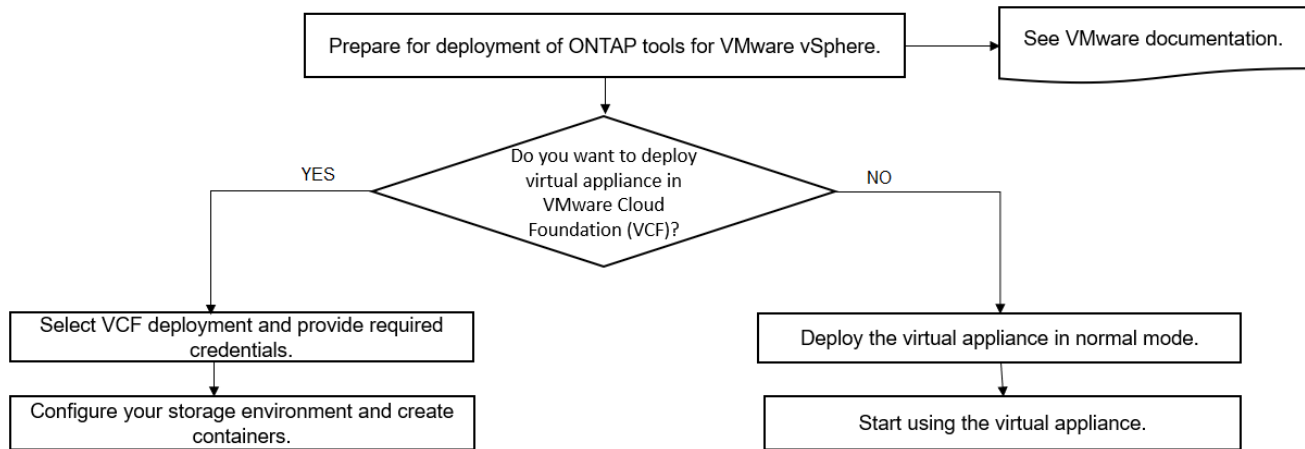 Prepare for deployment of ONTAP tools for VMware vSphere.
See VMware documentation.
Do you want to deploy
virtual appliance in
VMware Cloud
Foundation (VCF)?
YES
NO
Select VCF deployment and provide required
credentials.
Deploy the virtual appliance in normal mode.
Configure your storage environment and create
containers.
Start using the virtual appliance.